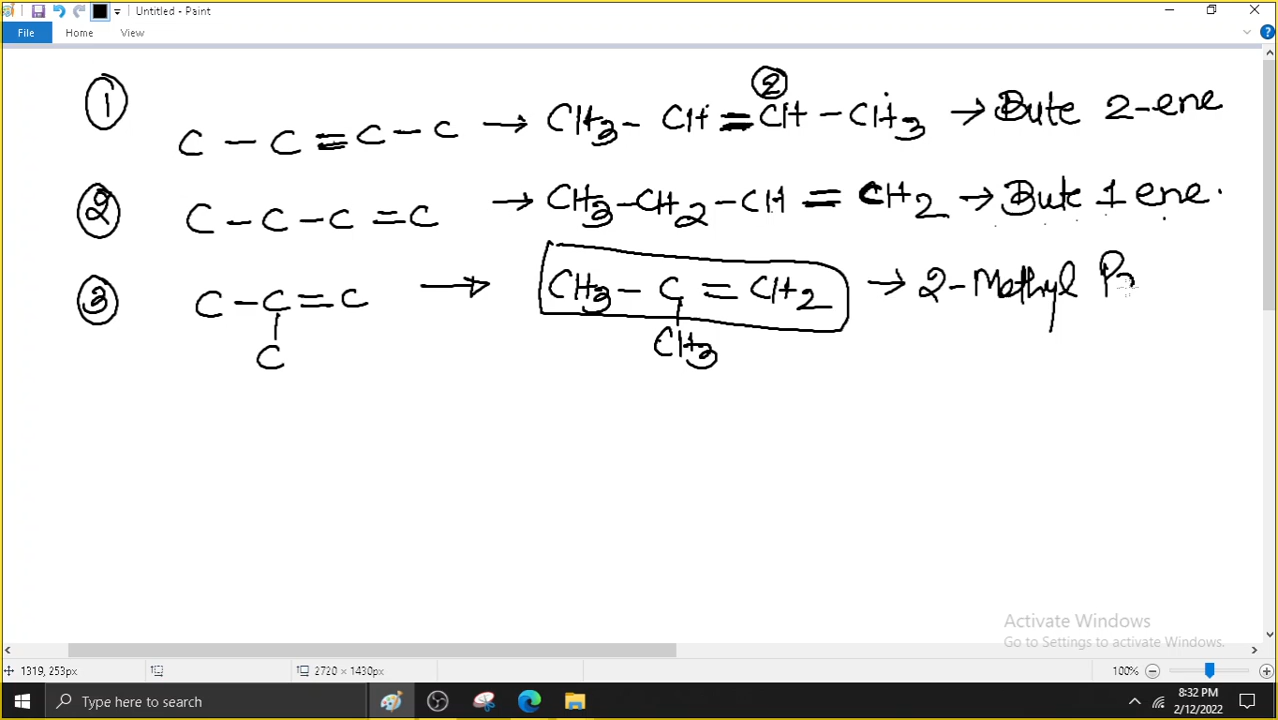 Untitled - Paint
File Home View
① C - C = C - C → CH3 - CH = ②CH - CH3 → Bute 2-ene
② C - C - C = C → CH3 - CH2 - CH = CH2 → Bute 1 ene.
③ C - C = C → CH3 - C = CH2 → 2-Methyl Pr
C CH3
Activate Windows
Go to Settings to activate Windows.
1319, 253px 2720 × 1430px 100%
Type here to search 8:32 PM
2/12/2022